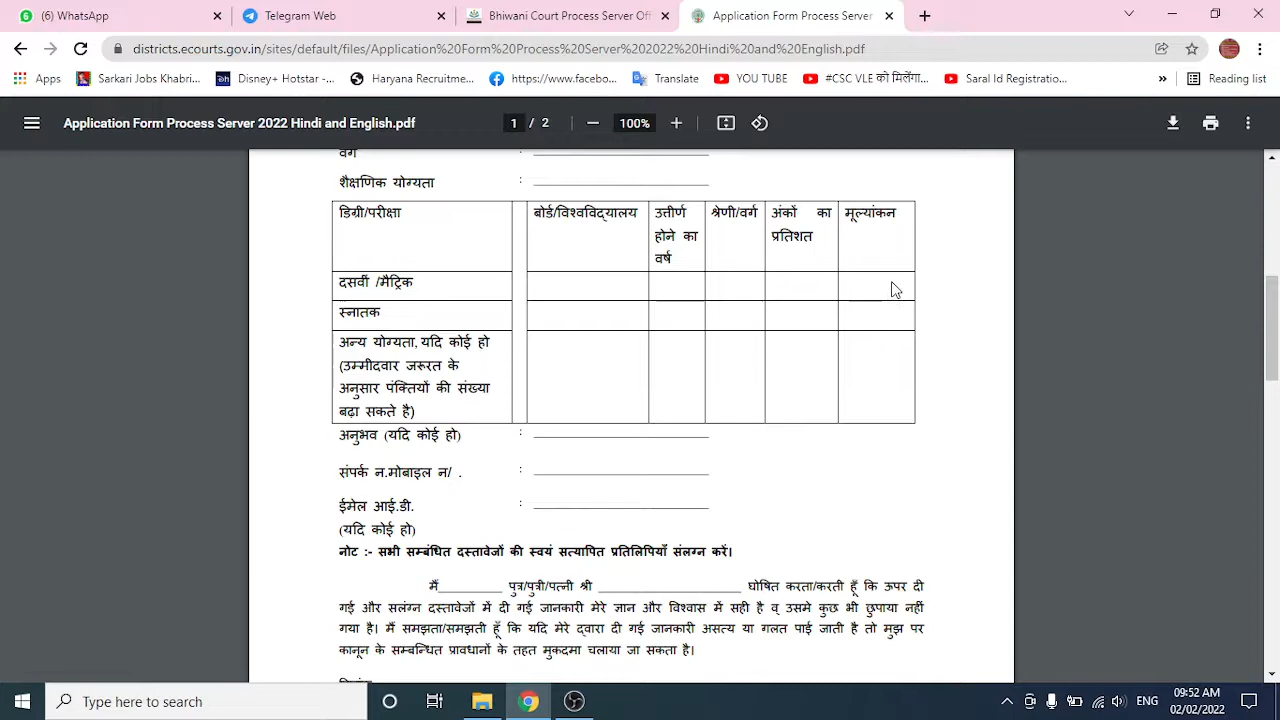 (6) WhatsApp
Telegram Web
Bhiwani Court Process Server Off
Application Form Process Server
districts.ecourts.gov.in/sites/default/files/Application%20Form%20Process%20Server%202022%20Hindi%20and%20English.pdf
Apps
Sarkari Jobs Khabri...
Disney+ Hotstar -...
Haryana Recruitme...
https://www.facebo...
Translate
YOU TUBE
#CSC VLE को मिलेंगा...
Saral Id Registratio...
»
Reading list
Application Form Process Server 2022 Hindi and English.pdf
1 / 2
100%
वर्ग : ____________
शैक्षणिक योग्यता : ____________
डिग्री/परीक्षा बोर्ड/विश्वविद्यालय उत्तीर्ण श्रेणी/वर्ग अंकों का मूल्यांकन
होने का प्रतिशत
वर्ष
दसवीं /मैट्रिक
स्नातक
अन्य योग्यता, यदि कोई हो
(उम्मीदवार जरूरत के
अनुसार पंक्तियों की संख्या
बढ़ा सकते है)
अनुभव (यदि कोई हो) : ____________
संपर्क न.मोबाइल न/ . : ____________
ईमेल आई.डी. : ____________
(यदि कोई हो)
नोट :- सभी सम्बंधित दस्तावेजों की स्वयं सत्यापित प्रतिलिपियाँ संलग्न करें।
मैं_________ पुत्र/पुत्री/पत्नी श्री ____________________ घोषित करता/करती हूँ कि ऊपर दी
गई और सलंग्न दस्तावेजों में दी गई जानकारी मेरे ज्ञान और विश्वास में सही है व् उसमे कुछ भी छुपाया नहीं
गया है। मैं समझता/समझती हूँ कि यदि मेरे द्वारा दी गई जानकारी असत्य या गलत पाई जाती है तो मुझ पर
कानून के सम्बन्धित प्रावधानों के तहत मुकदमा चलाया जा सकता है।
Type here to search
ENG
09:52 AM
02/02/2022